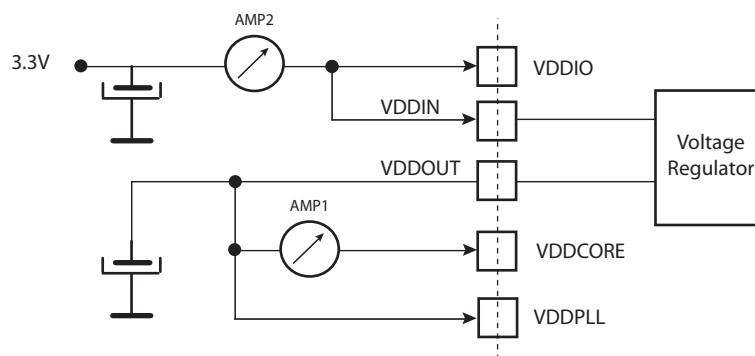 AMP2
3.3V
VDDIO
VDDIN
Voltage
Regulator
VDDOUT
AMP1
VDDCORE
VDDPLL